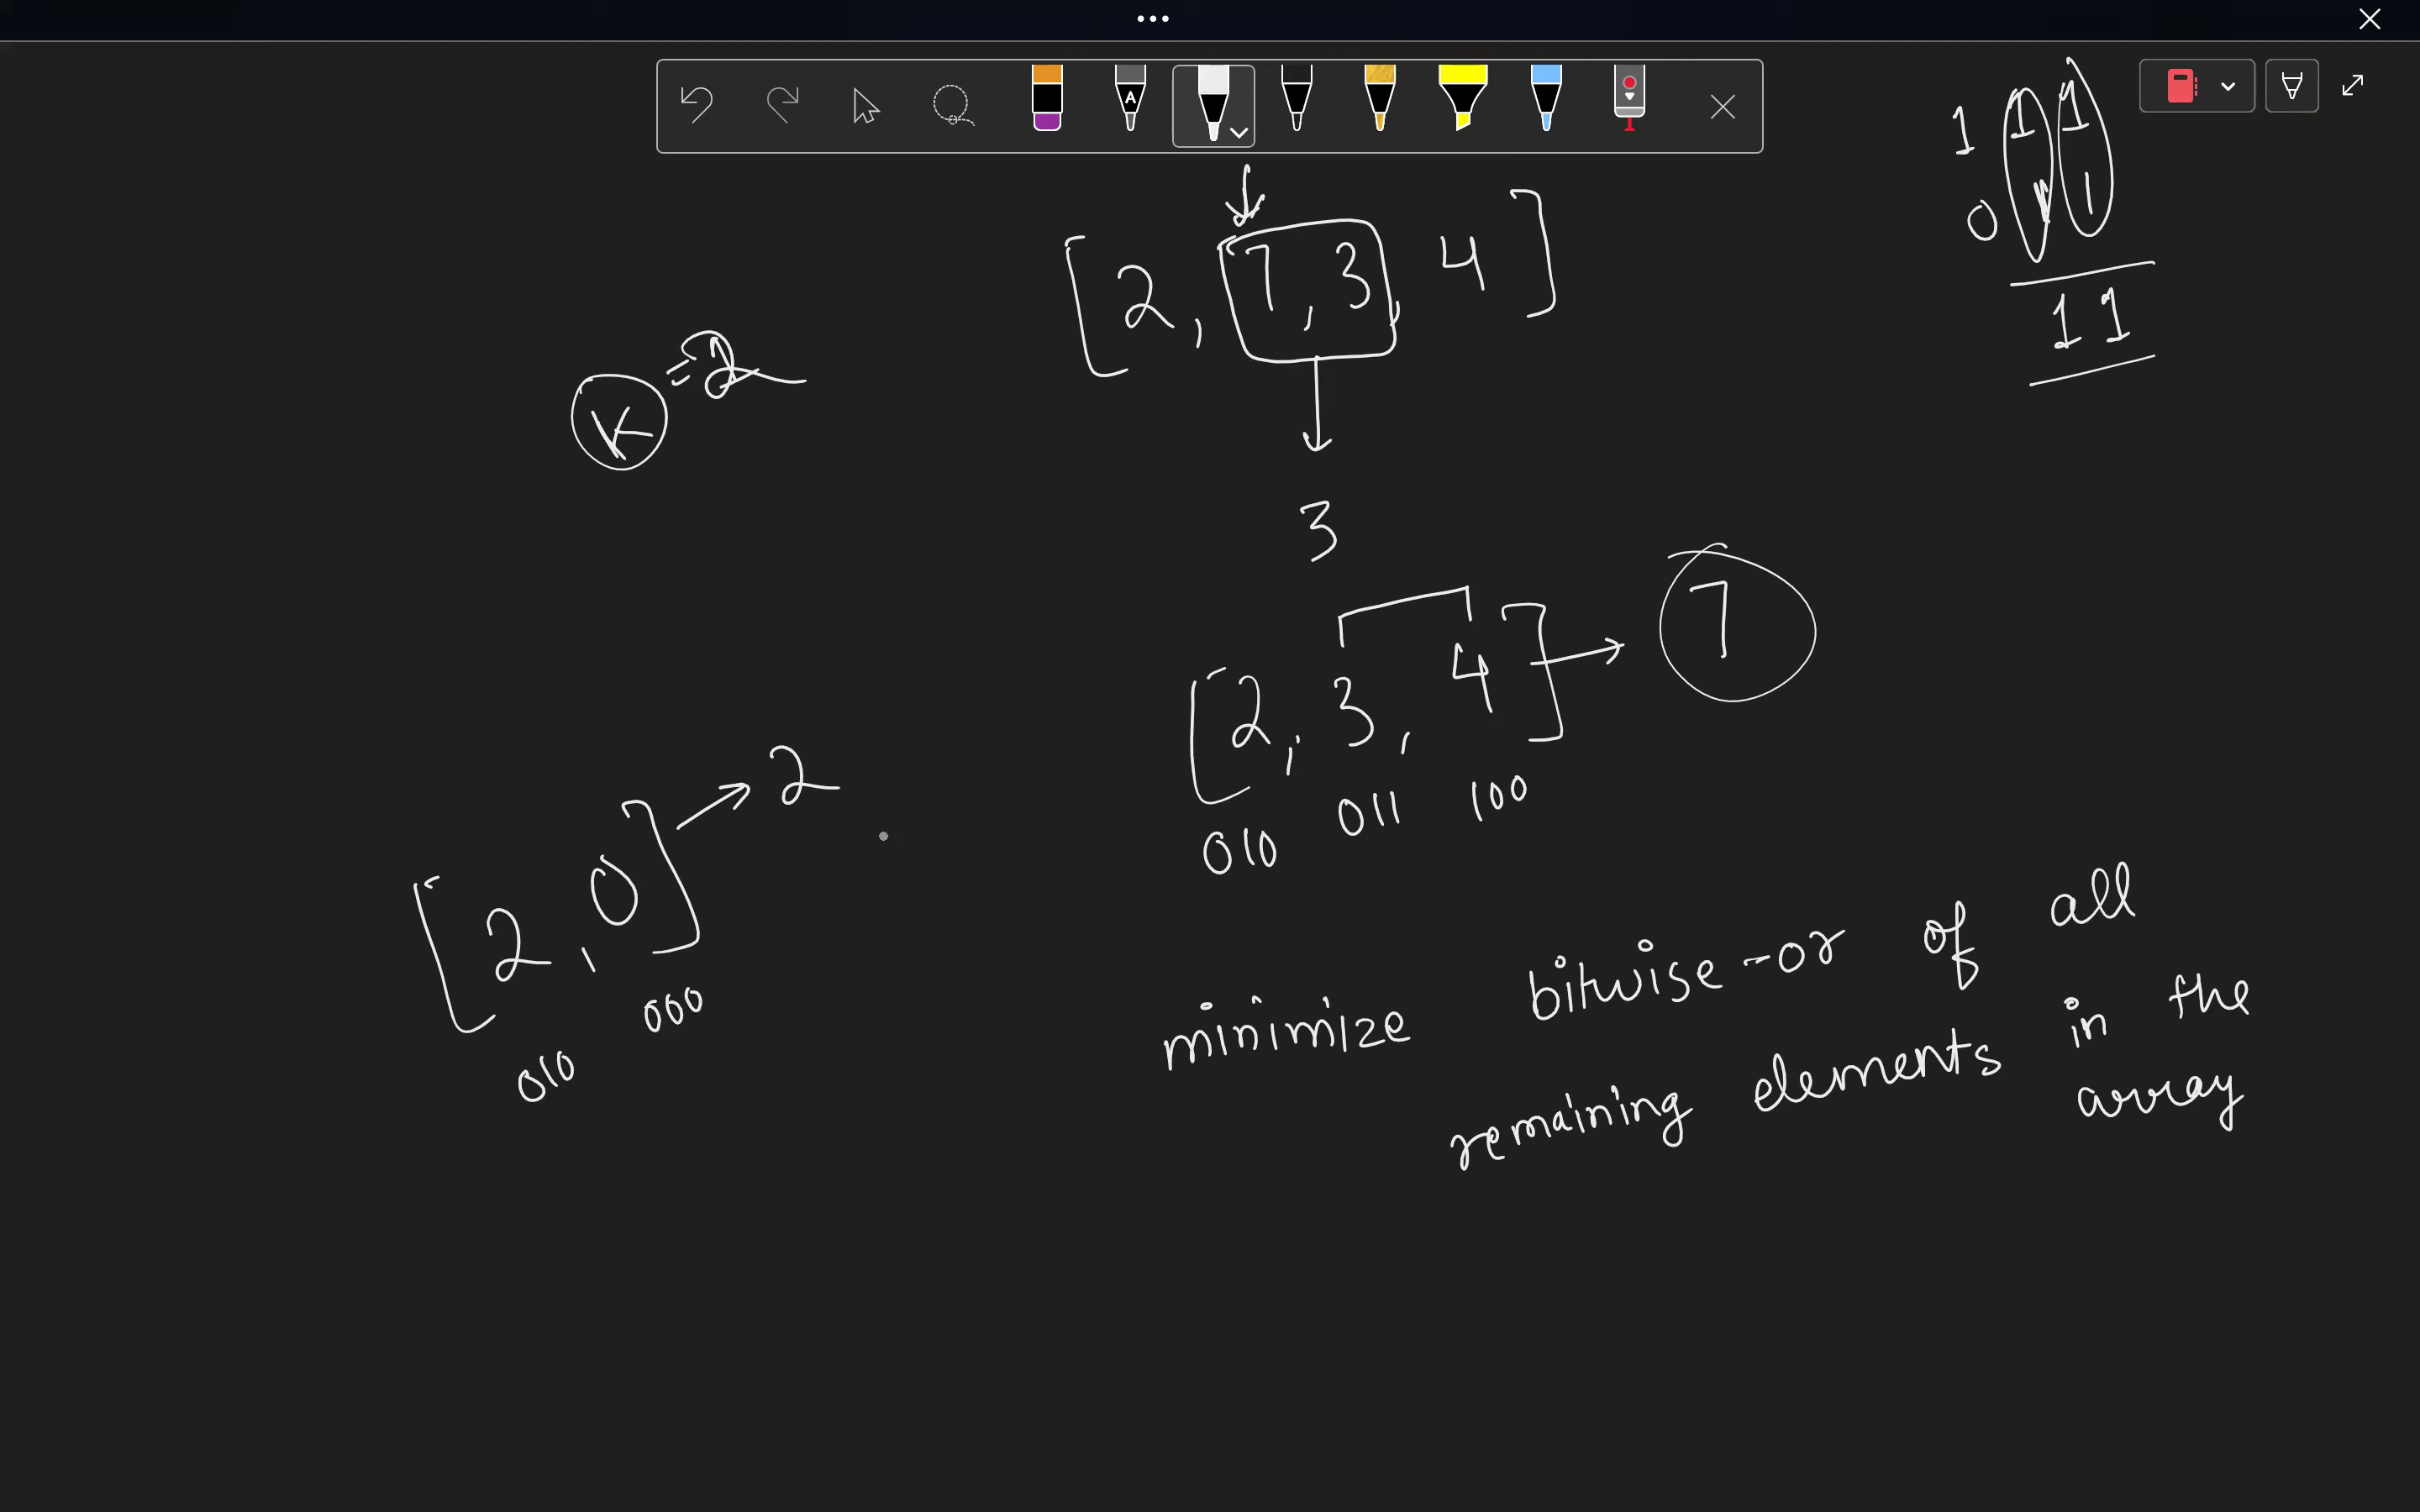 A
1 1 1
0 1 1
1 1
[2, 7, 3, 4]
K = 2
3
[2, 3, 4] → 7
010 011 100
[2, 0] → 2
010 000
minimize bitwise-or of all
remaining elements in the
array